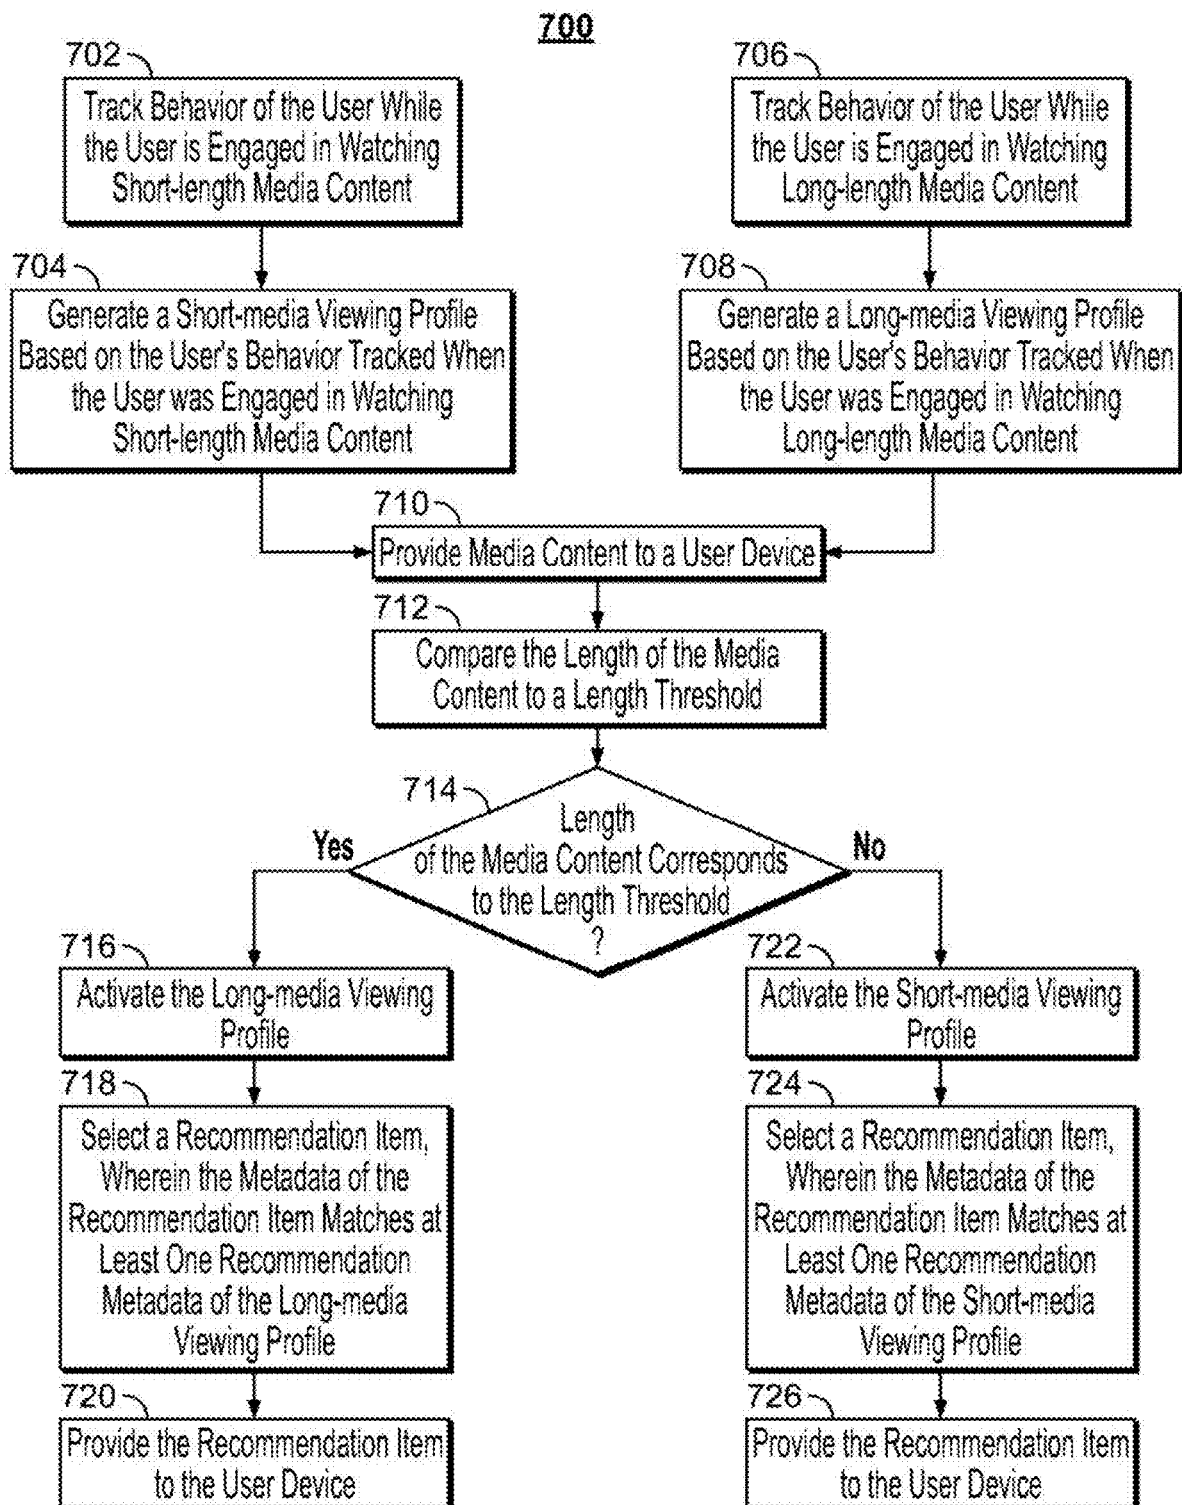 700
702
Track Behavior of the User While
the User is Engaged in Watching
Short-length Media Content
706
Track Behavior of the User While
the User is Engaged in Watching
Long-length Media Content
704
Generate a Short-media Viewing Profile
Based on the User's Behavior Tracked When
the User was Engaged in Watching
Short-length Media Content
708
Generate a Long-media Viewing Profile
Based on the User's Behavior Tracked When
the User was Engaged in Watching
Long-length Media Content
710
Provide Media Content to a User Device
712
Compare the Length of the Media
Content to a Length Threshold
714
Length
of the Media Content Corresponds
to the Length Threshold
?
Yes
No
716
Activate the Long-media Viewing
Profile
718
Select a Recommendation Item,
Wherein the Metadata of the
Recommendation Item Matches at
Least One Recommendation
Metadata of the Long-media
Viewing Profile
720
Provide the Recommendation Item
to the User Device
722
Activate the Short-media Viewing
Profile
724
Select a Recommendation Item,
Wherein the Metadata of the
Recommendation Item Matches at
Least One Recommendation
Metadata of the Short-media
Viewing Profile
726
Provide the Recommendation Item
to the User Device